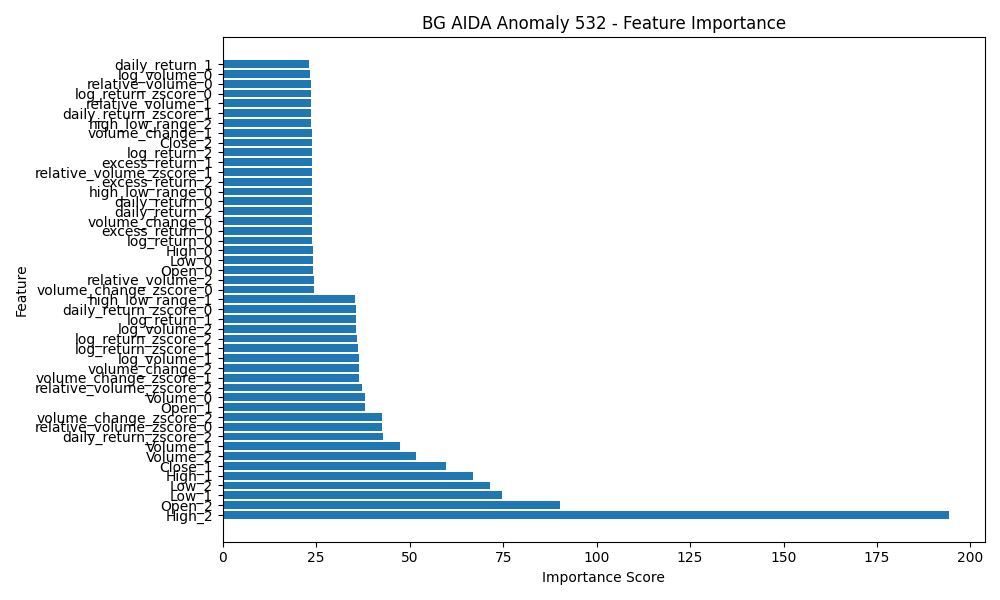 BG AIDA Anomaly 532 - Feature Importance
daily_return_1
log_volume_0
relative_volume_0
log_return_zscore_0
relative_volume_1
daily_return_zscore_1
high_low_range_2
volume_change_1
Close_2
log_return_2
excess_return_1
relative_volume_zscore_1
excess_return_2
high_low_range_0
daily_return_0
daily_return_2
volume_change_0
excess_return_0
log_return_0
High_0
Low_0
Open_0
relative_volume_2
volume_change_zscore_0
high_low_range_1
daily_return_zscore_0
log_return_1
log_volume_2
log_return_zscore_2
log_return_zscore_1
log_volume_1
volume_change_2
volume_change_zscore_1
relative_volume_zscore_2
Volume_0
Open_1
volume_change_zscore_2
relative_volume_zscore_0
daily_return_zscore_2
Volume_1
Volume_2
Close_1
High_1
Low_2
Low_1
Open_2
High_2
Feature
0 25 50 75 100 125 150 175 200
Importance Score